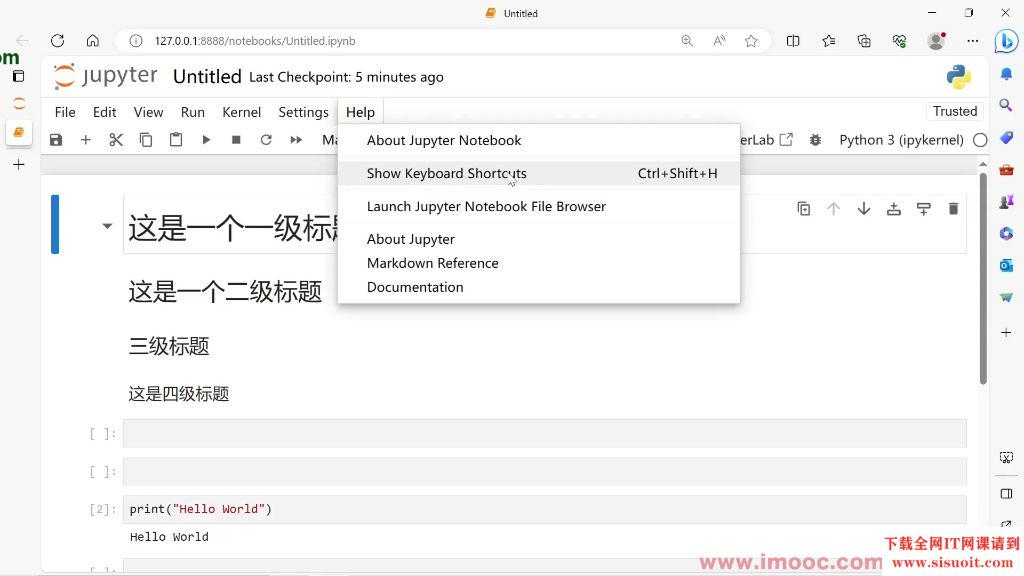 Untitled
om
127.0.0.1:8888/notebooks/Untitled.ipynb
jupyter Untitled Last Checkpoint: 5 minutes ago
File Edit View Run Kernel Settings Help
Trusted
Ma
erLab
Python 3 (ipykernel)
About Jupyter Notebook
Show Keyboard Shortcuts Ctrl+Shift+H
Launch Jupyter Notebook File Browser
About Jupyter
Markdown Reference
Documentation
这是一个一级标
这是一个二级标题
三级标题
这是四级标题
[ ]:
[ ]:
[2]: print("Hello World")
Hello World
[ ]:
下载全网IT网课请到
www.imooc.com
www.sisuoit.com